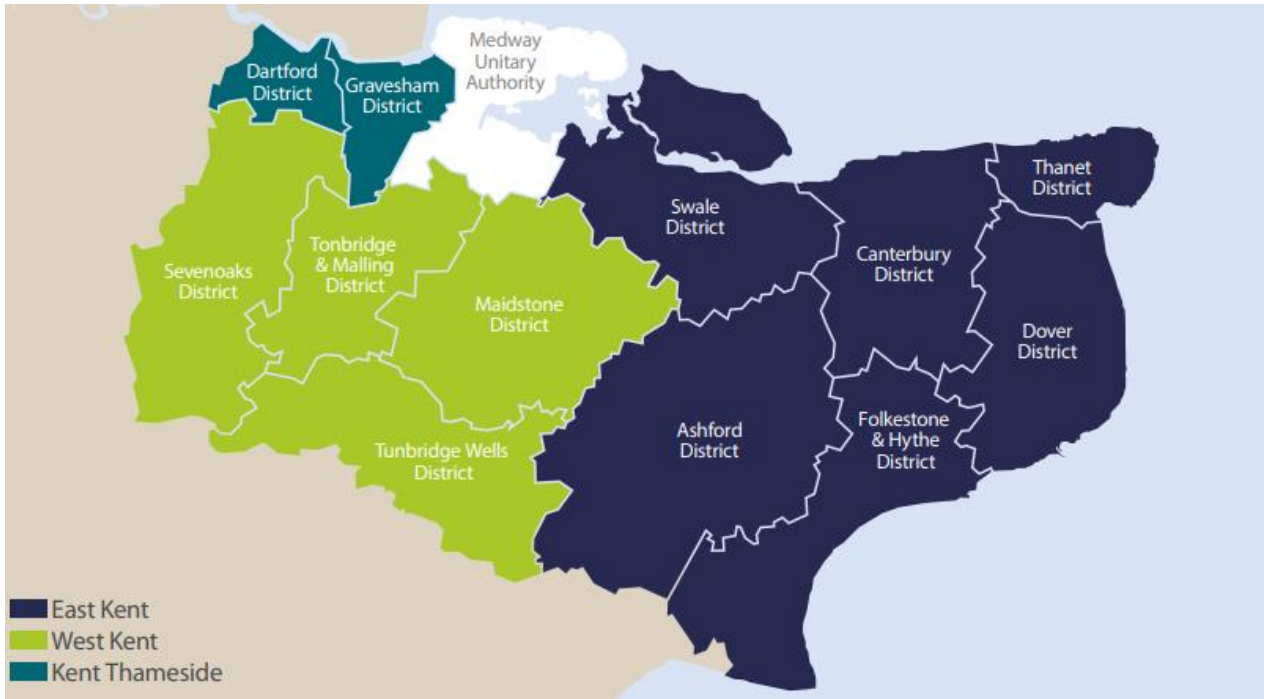 Medway
Unitary
Authority
Dartford
District
Gravesham
District
Thanet
District
Swale
District
Canterbury
District
Tonbridge
& Malling
District
Sevenoaks
District
Maidstone
District
Dover
District
Ashford
District
Folkestone
& Hythe
District
Tunbridge Wells
District
East Kent
West Kent
Kent Thameside